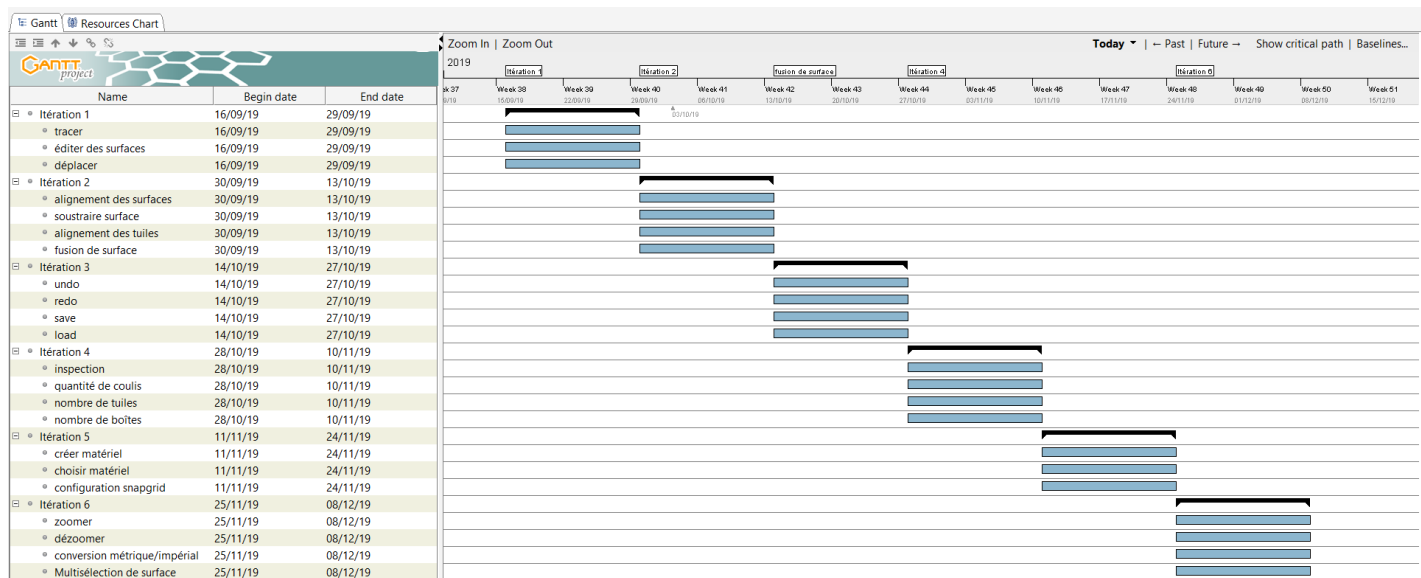 Gantt Resources Chart
Zoom In | Zoom Out Today | ← Past | Future → Show critical path | Baselines...
GANTT project
2019
Itération 1 Itération 2 fusion de surface Itération 4 Itération 6
Name Begin date End date
Week 38 Week 39 Week 40 Week 41 Week 42 Week 43 Week 44 Week 45 Week 46 Week 47 Week 48 Week 49 Week 50 Week 51
15/09/19 22/09/19 29/09/19 06/10/19 13/10/19 20/10/19 27/10/19 03/11/19 10/11/19 17/11/19 24/11/19 01/12/19 08/12/19 15/12/19
03/10/19
Itération 1 16/09/19 29/09/19
tracer 16/09/19 29/09/19
éditer des surfaces 16/09/19 29/09/19
déplacer 16/09/19 29/09/19
Itération 2 30/09/19 13/10/19
alignement des surfaces 30/09/19 13/10/19
soustraire surface 30/09/19 13/10/19
alignement des tuiles 30/09/19 13/10/19
fusion de surface 30/09/19 13/10/19
Itération 3 14/10/19 27/10/19
undo 14/10/19 27/10/19
redo 14/10/19 27/10/19
save 14/10/19 27/10/19
load 14/10/19 27/10/19
Itération 4 28/10/19 10/11/19
inspection 28/10/19 10/11/19
quantité de coulis 28/10/19 10/11/19
nombre de tuiles 28/10/19 10/11/19
nombre de boîtes 28/10/19 10/11/19
Itération 5 11/11/19 24/11/19
créer matériel 11/11/19 24/11/19
choisir matériel 11/11/19 24/11/19
configuration snapgrid 11/11/19 24/11/19
Itération 6 25/11/19 08/12/19
zoomer 25/11/19 08/12/19
dézoomer 25/11/19 08/12/19
conversion métrique/impérial 25/11/19 08/12/19
Multisélection de surface 25/11/19 08/12/19